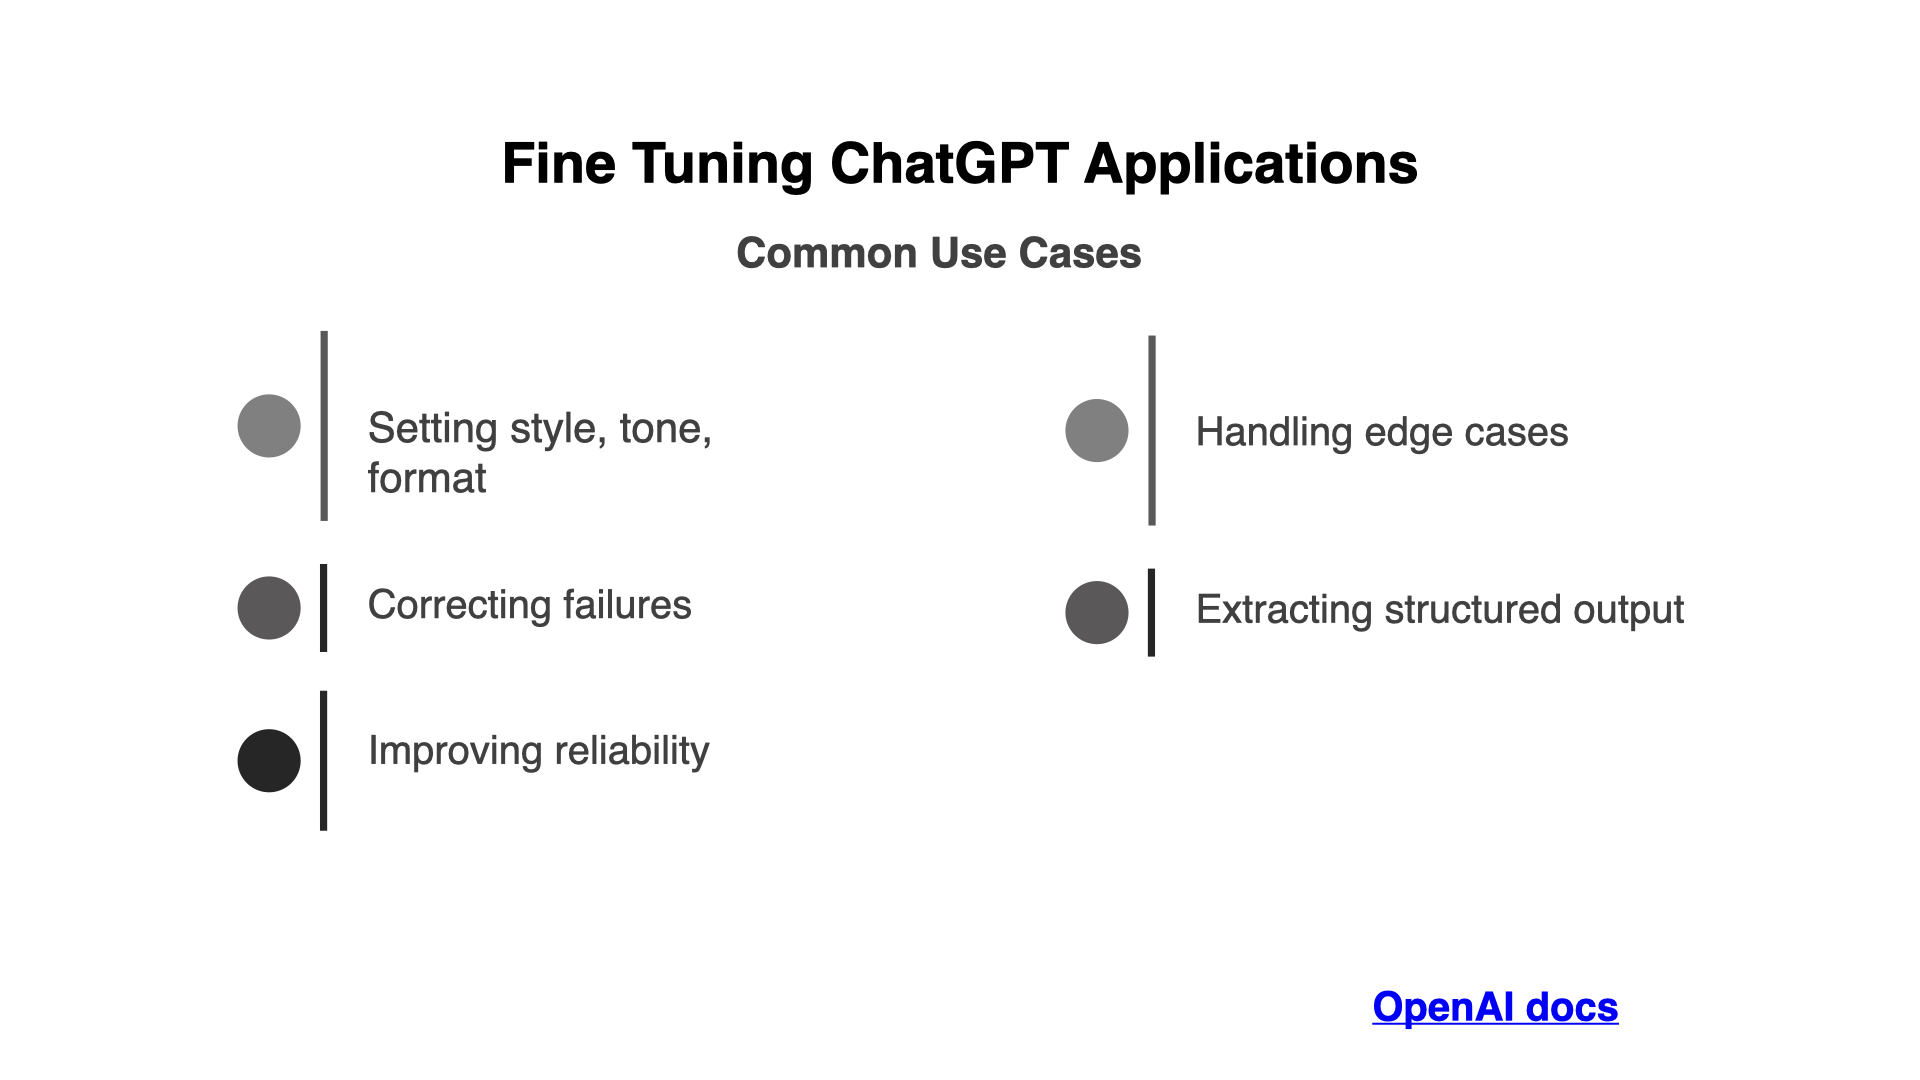 Fine Tuning ChatGPT Applications
Common Use Cases
Setting style, tone,
format
Correcting failures
Improving reliability
Handling edge cases
Extracting structured output
OpenAI docs